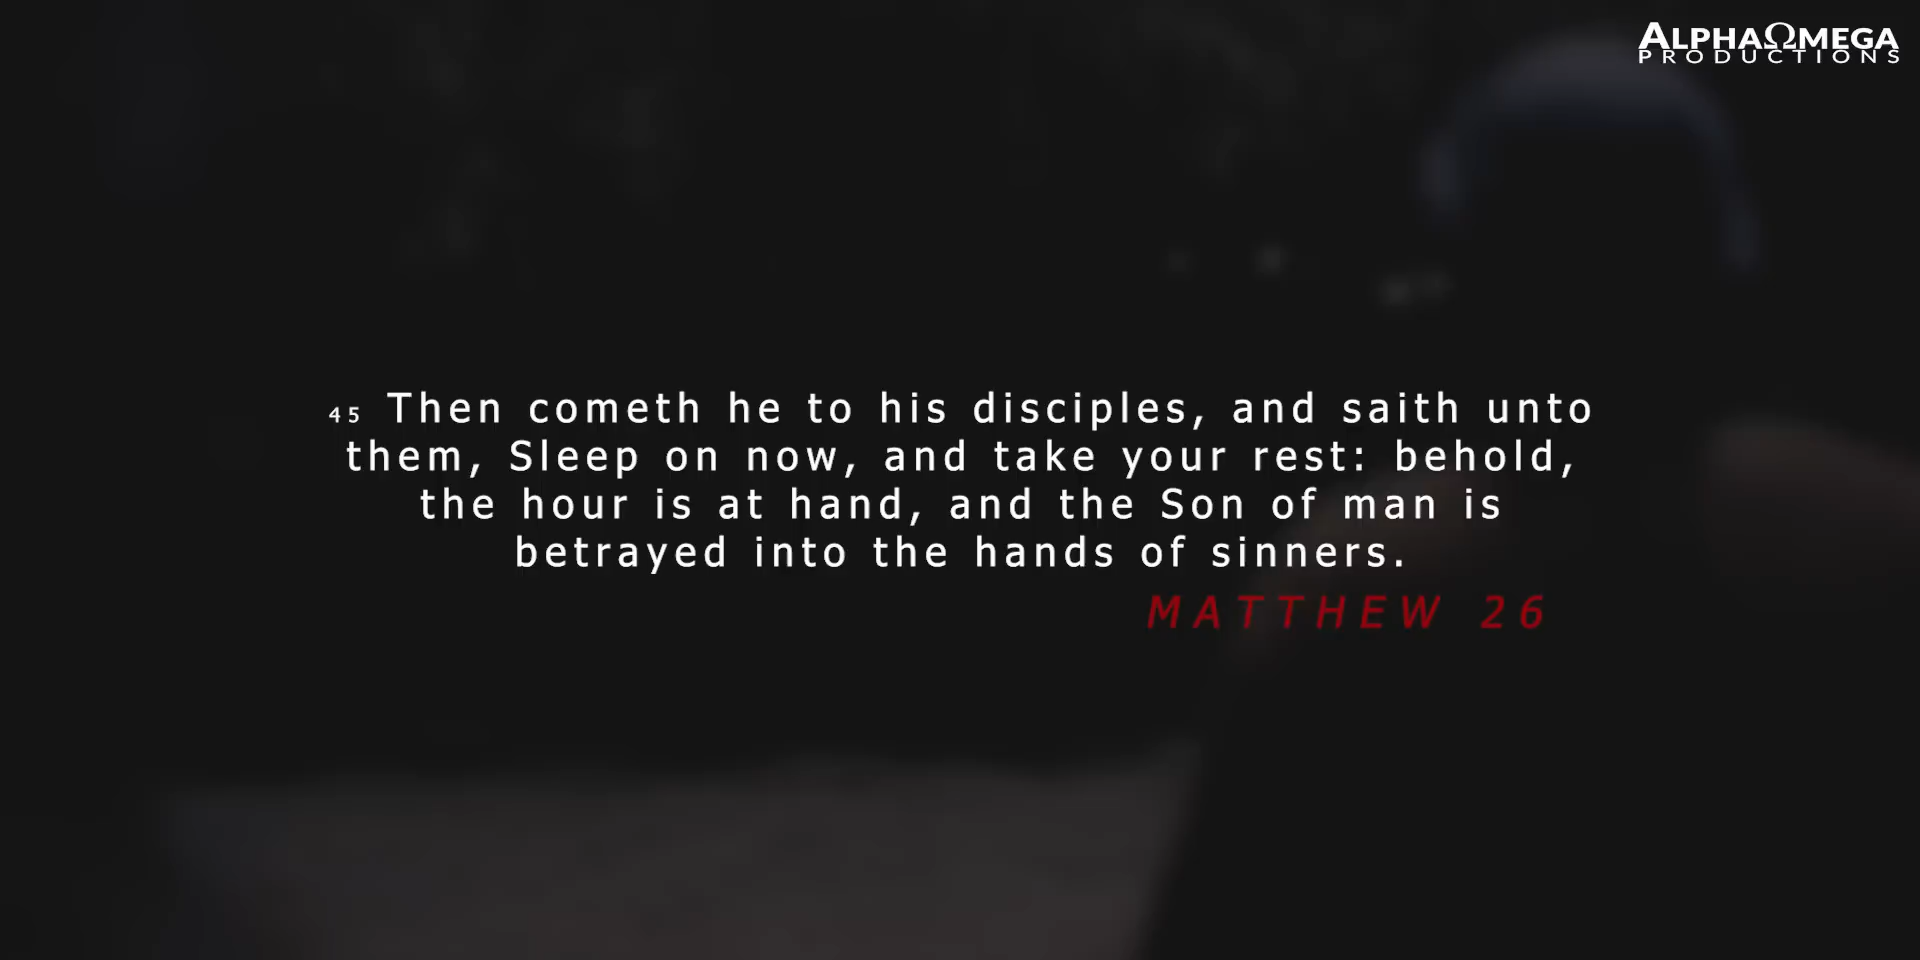 ALPHAΩMEGA
PRODUCTIONS
45 Then cometh he to his disciples, and saith unto
them, Sleep on now, and take your rest: behold,
the hour is at hand, and the Son of man is
betrayed into the hands of sinners.
MATTHEW 26